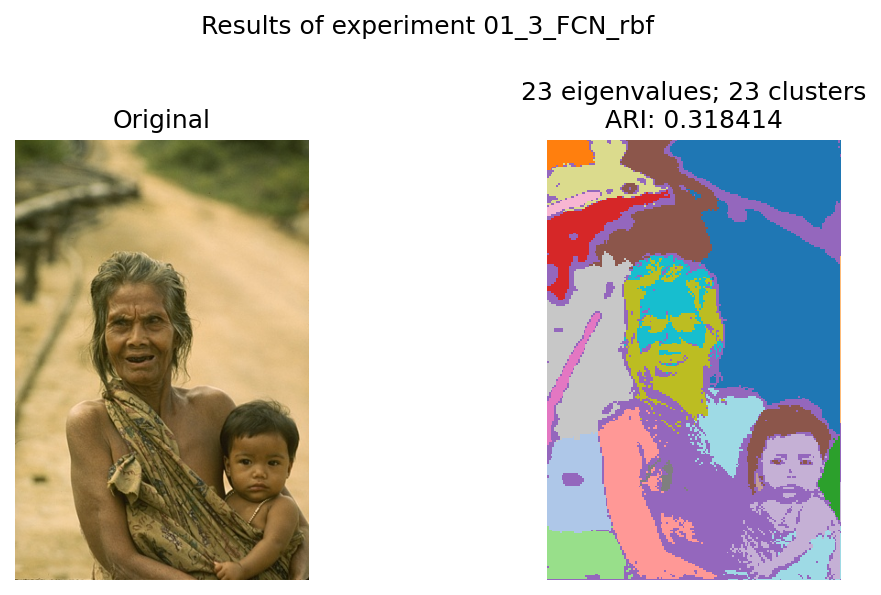 Results of experiment 01_3_FCN_rbf
Original
23 eigenvalues; 23 clusters
ARI: 0.318414